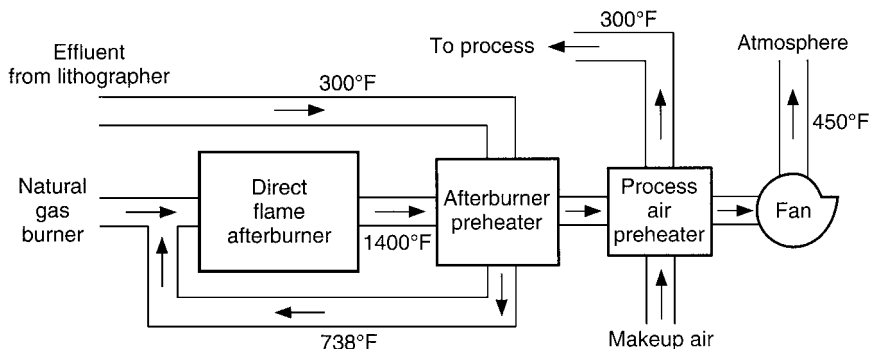 300°F
To process
Atmosphere
Effluent
from lithographer
300°F
450°F
Natural
gas
burner
Direct
flame
afterburner
1400°F
Afterburner
preheater
Process
air
preheater
Fan
738°F
Makeup air